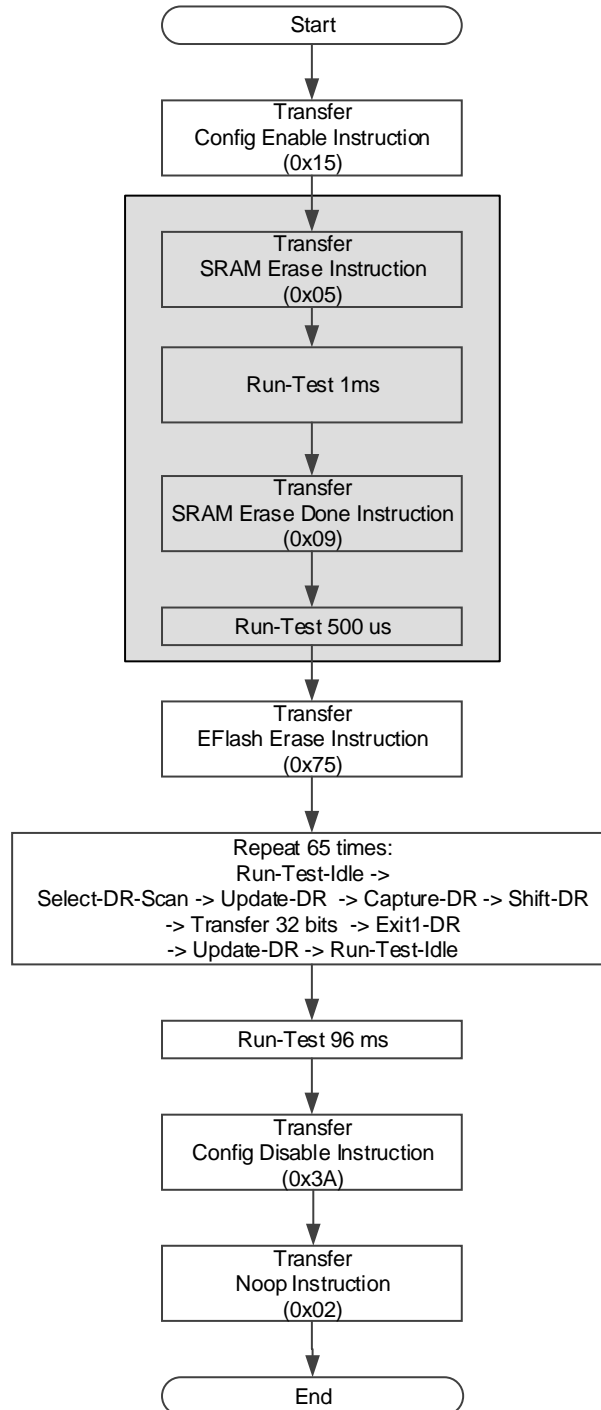 Start
Transfer
Config Enable Instruction
(0x15)
Transfer
SRAM Erase Instruction
(0x05)
Run-Test 1ms
Transfer
SRAM Erase Done Instruction
(0x09)
Run-Test 500 us
Transfer
EFlash Erase Instruction
(0x75)
Repeat 65 times:
Run-Test-Idle ->
Select-DR-Scan -> Update-DR -> Capture-DR -> Shift-DR
-> Transfer 32 bits -> Exit1-DR
-> Update-DR -> Run-Test-Idle
Run-Test 96 ms
Transfer
Config Disable Instruction
(0x3A)
Transfer
Noop Instruction
(0x02)
End